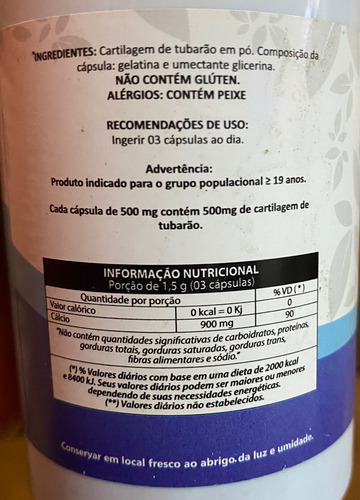 *INGREDIENTES: Cartilagem de tubarão em pó. Composição da
cápsula: gelatina e umectante glicerina.
NÃO CONTÉM GLÚTEN.
ALÉRGIOS: CONTÉM PEIXE
RECOMENDAÇÕES DE USO:
Ingerir 03 cápsulas ao dia.
Advertência:
Produto indicado para o grupo populacional ≥ 19 anos.
Cada cápsula de 500 mg contém 500mg de cartilagem de
tubarão.
INFORMAÇÃO NUTRICIONAL
Porção de 1,5 g (03 cápsulas)
Quantidade por porção % VD (*)
Valor calórico 0 kcal = 0 Kj 0
Cálcio 900 mg 90
"Não contém quantidades significativas de carboidratos, proteínas,
gorduras totais, gorduras saturadas, gorduras trans,
fibras alimentares e sódio."
(*) % Valores diários com base em uma dieta de 2000 kcal
e 8400 kJ. Seus valores diários podem ser maiores ou menores
dependendo de suas necessidades energéticas.
(**) Valores diários não estabelecidos.
Conservar em local fresco ao abrigo da luz e umidade.